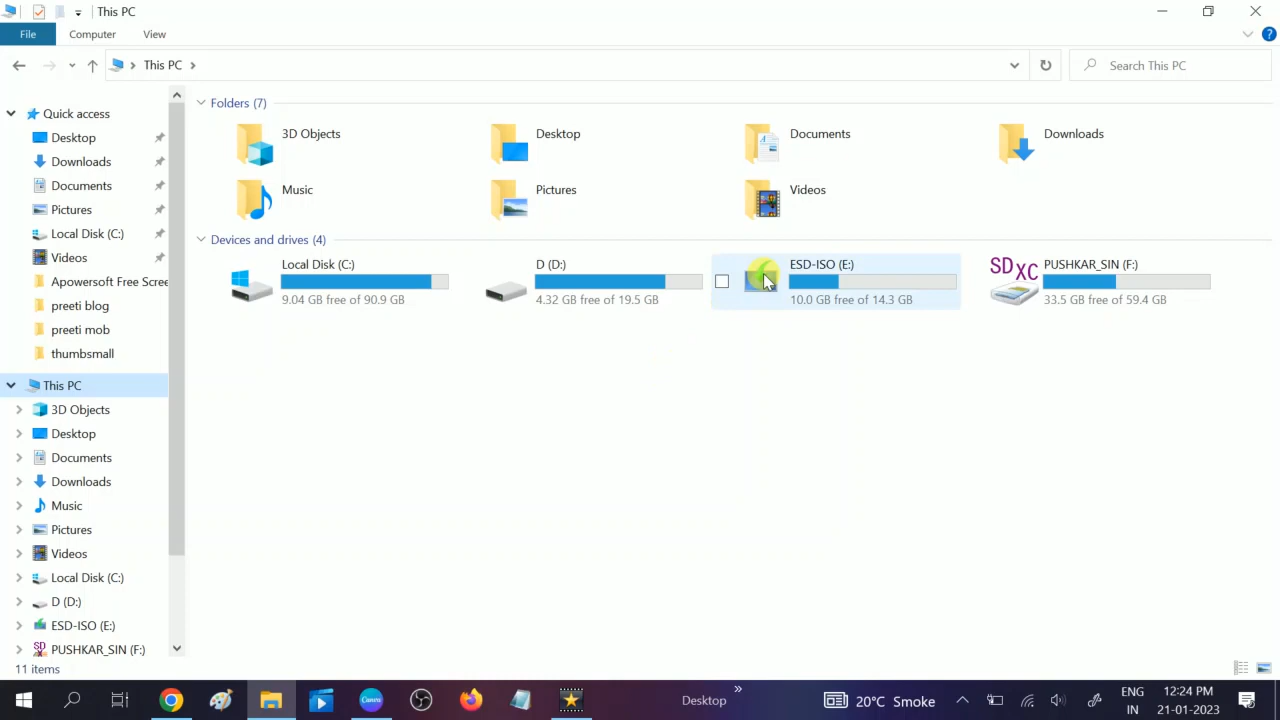 This PC
File Computer View
This PC
Search This PC
Quick access
Desktop
Downloads
Documents
Pictures
Local Disk (C:)
Videos
Apowersoft Free Scree
preeti blog
preeti mob
thumbsmall
This PC
3D Objects
Desktop
Documents
Downloads
Music
Pictures
Videos
Local Disk (C:)
D (D:)
ESD-ISO (E:)
PUSHKAR_SIN (F:)
Folders (7)
3D Objects
Desktop
Documents
Downloads
Music
Pictures
Videos
Devices and drives (4)
Local Disk (C:)
9.04 GB free of 90.9 GB
D (D:)
4.32 GB free of 19.5 GB
ESD-ISO (E:)
10.0 GB free of 14.3 GB
SD XC
PUSHKAR_SIN (F:)
33.5 GB free of 59.4 GB
11 items
Canva
Desktop
20°C Smoke
ENG
IN
12:24 PM
21-01-2023